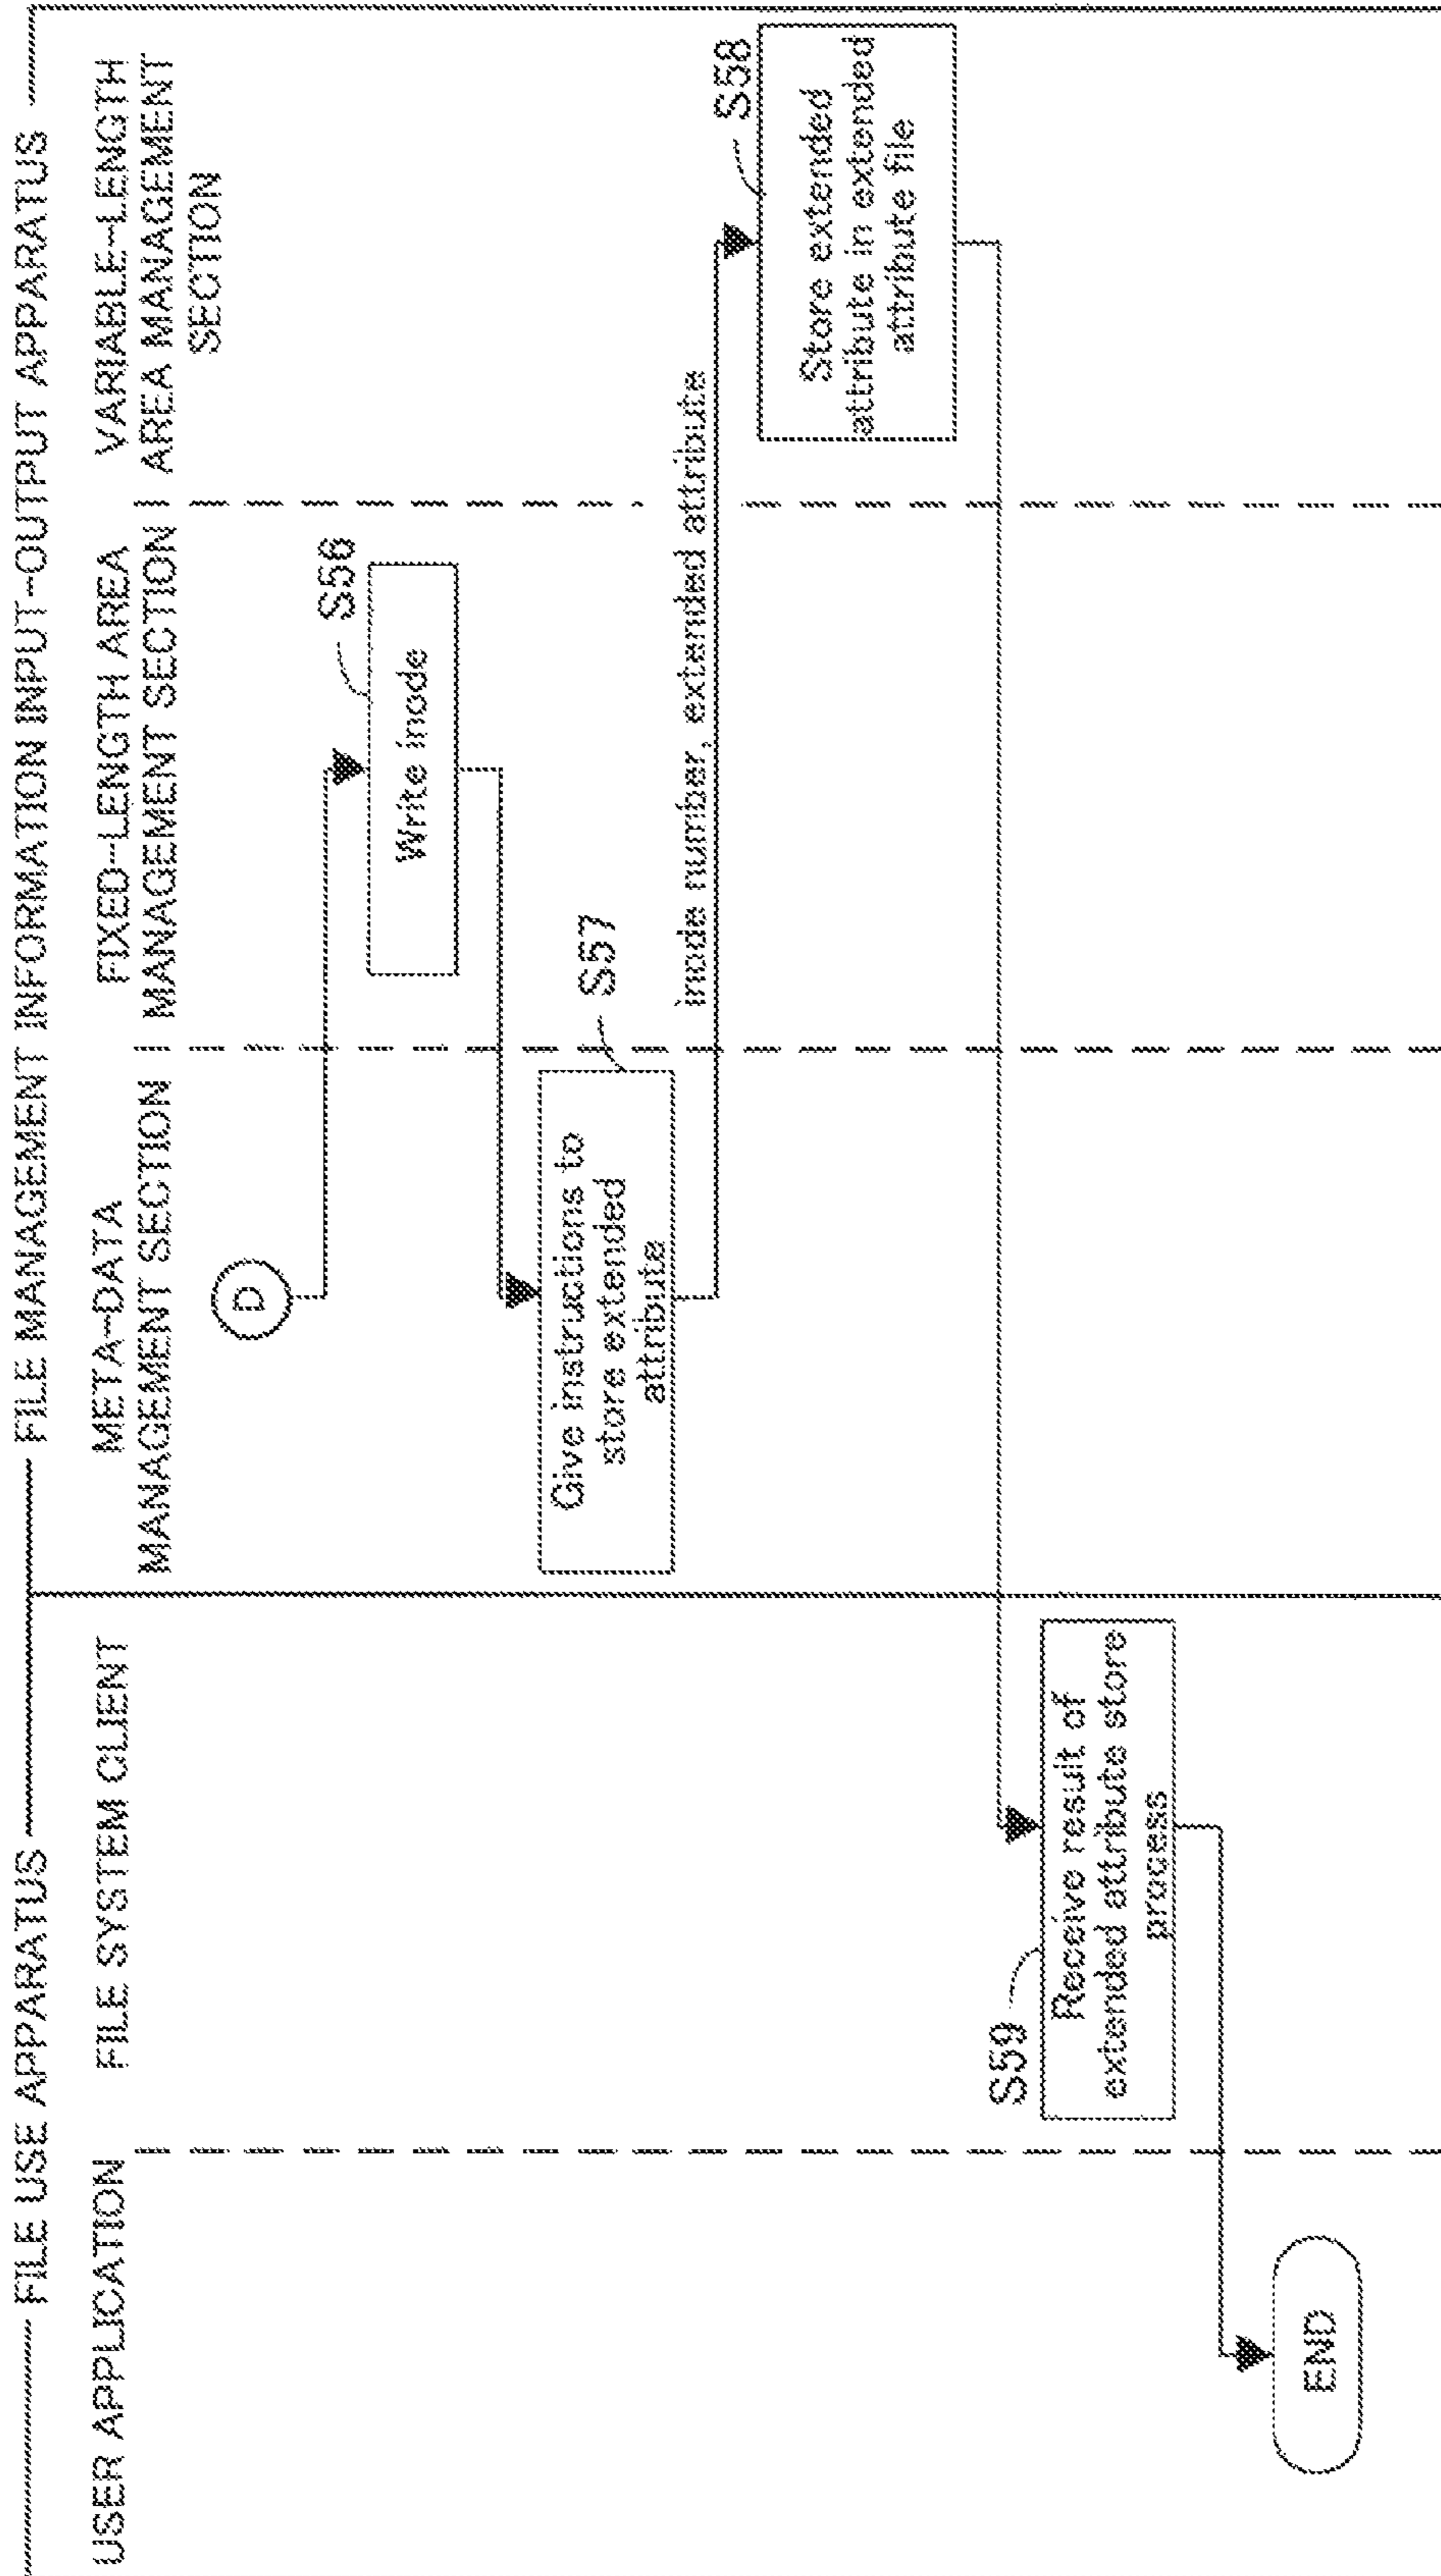 FILE USE APPARATUS
FILE MANAGEMENT INFORMATION INPUT-OUTPUT APPARATUS
USER APPLICATION
FILE SYSTEM CLIENT
META-DATA
MANAGEMENT SECTION
FIXED-LENGTH AREA
MANAGEMENT SECTION
VARIABLE-LENGTH
AREA MANAGEMENT
SECTION
D
S56
Write inode
S57
Give instructions to
store extended
attribute
inode number, extended attribute
S58
Store extended
attribute in extended
attribute file
S59
Receive result of
extended attribute store
process
END